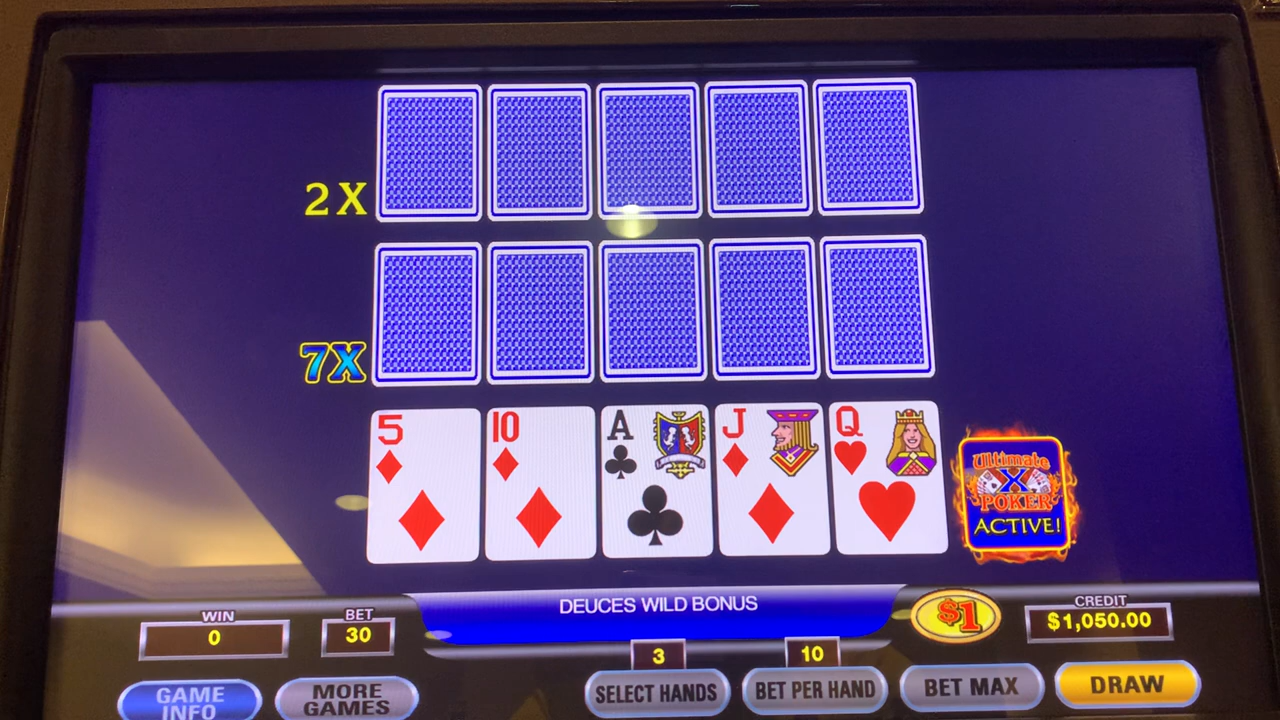 2X
7X
5
10
A
J
Q
Ultimate
X
POKER
ACTIVE!
DEUCES WILD BONUS
WIN
0
BET
30
$1
CREDIT
$1,050.00
3
10
GAME
INFO
MORE
GAMES
SELECT HANDS
BET PER HAND
BET MAX
DRAW